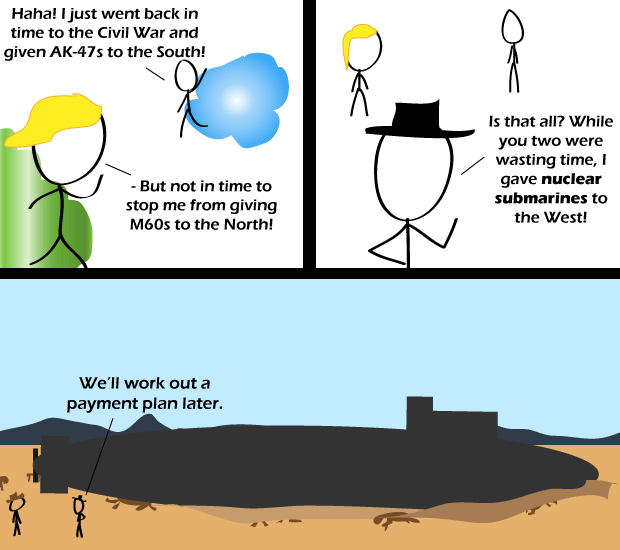 Haha! I just went back in
time to the Civil War and
given AK-47s to the South!
- But not in time to
stop me from giving
M60s to the North!
Is that all? While
you two were
wasting time, I
gave nuclear
submarines to
the West!
We'll work out a
payment plan later.